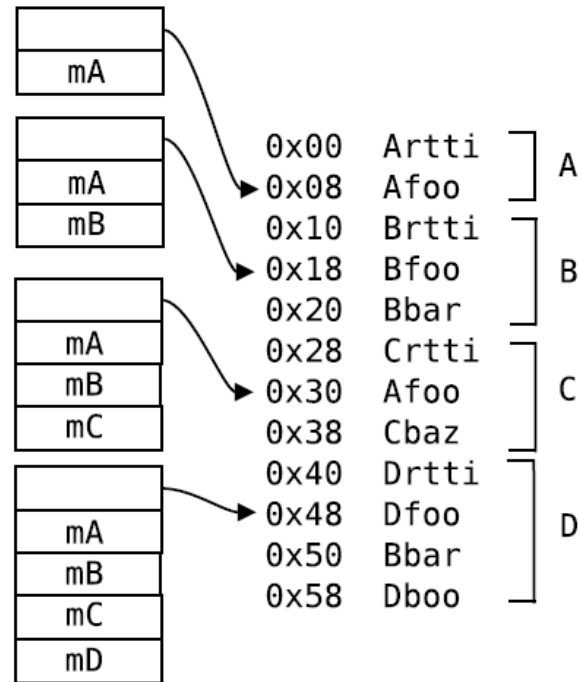 mA
mA
mB
mA
mB
mC
mA
mB
mC
mD
0x00 Artti
0x08 Afoo
0x10 Brtti
0x18 Bfoo
0x20 Bbar
0x28 Crtti
0x30 Afoo
0x38 Cbaz
0x40 Drtti
0x48 Dfoo
0x50 Bbar
0x58 Dboo
A
B
C
D